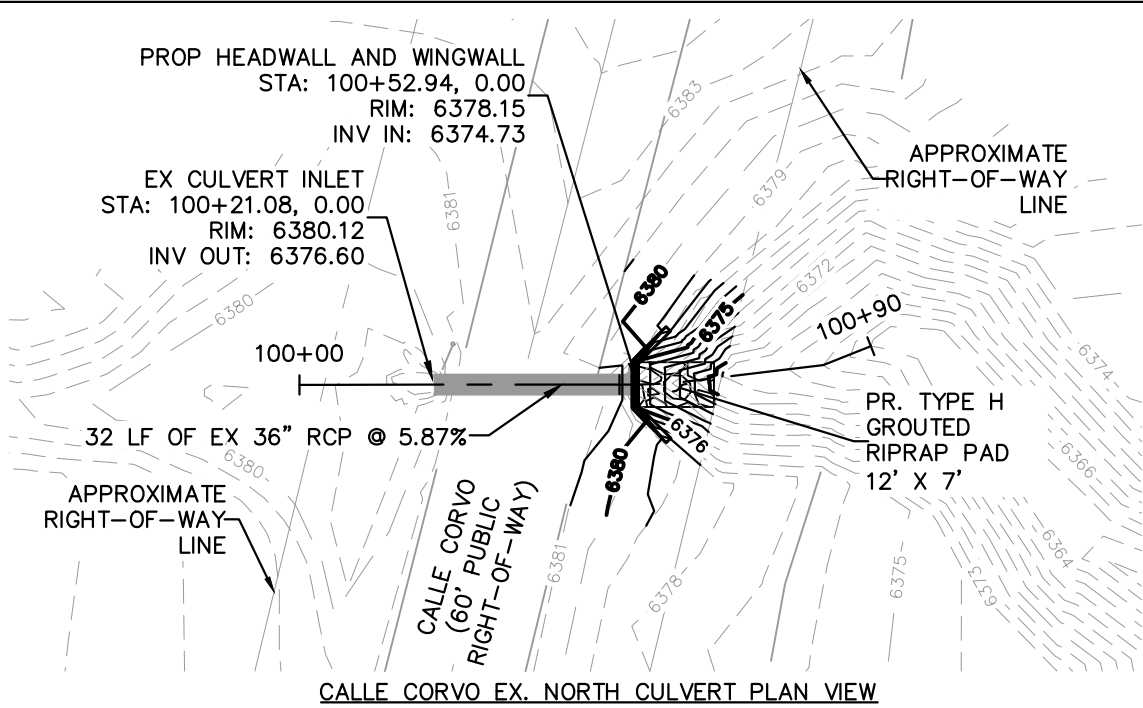 PROP HEADWALL AND WINGWALL
STA: 100+52.94, 0.00
RIM: 6378.15
INV IN: 6374.73
6383
APPROXIMATE
RIGHT-OF-WAY
LINE
EX CULVERT INLET
STA: 100+21.08, 0.00
RIM: 6380.12
INV OUT: 6376.60
6381
6379
6380
6372
6380
6375
100+90
100+00
6374
32 LF OF EX 36" RCP @ 5.87%
6376
PR. TYPE H
GROUTED
RIPRAP PAD
12' X 7'
6380
6380
6366
APPROXIMATE
RIGHT-OF-WAY
LINE
CALLE CORVO
(60' PUBLIC
RIGHT-OF-WAY)
6381
6378
6375
6373
6364
CALLE CORVO EX. NORTH CULVERT PLAN VIEW